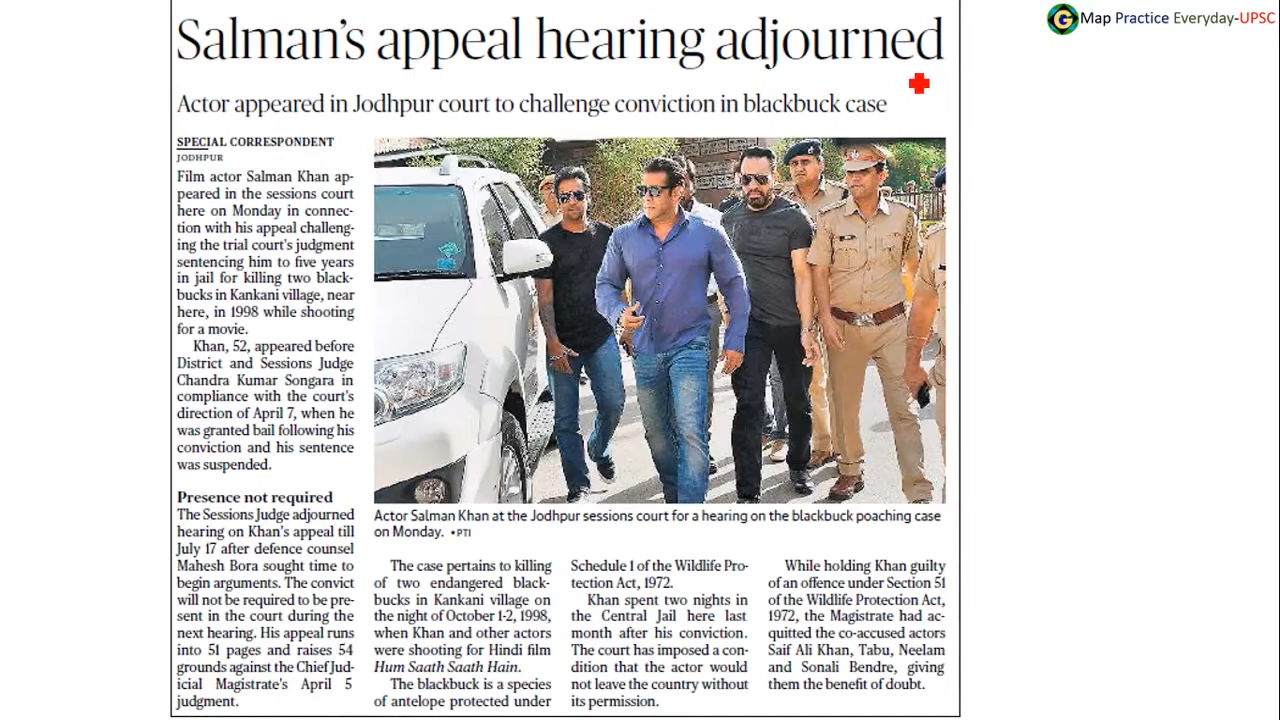 Map Practice Everyday-UPSC
Salman's appeal hearing adjourned
Actor appeared in Jodhpur court to challenge conviction in blackbuck case
SPECIAL CORRESPONDENT
JODHPUR
Film actor Salman Khan ap-
peared in the sessions court
here on Monday in connec-
tion with his appeal challeng-
ing the trial court's judgment
sentencing him to five years
in jail for killing two black-
bucks in Kankani village, near
here, in 1998 while shooting
for a movie.
Khan, 52, appeared before
District and Sessions Judge
Chandra Kumar Songara in
compliance with the court's
direction of April 7, when he
was granted bail following his
conviction and his sentence
was suspended.
Presence not required
The Sessions Judge adjourned
hearing on Khan's appeal till
July 17 after defence counsel
Mahesh Bora sought time to
begin arguments. The convict
will not be required to be pre-
sent in the court during the
next hearing. His appeal runs
into 51 pages and raises 54
grounds against the Chief Jud-
icial Magistrate's April 5
judgment.
Actor Salman Khan at the Jodhpur sessions court for a hearing on the blackbuck poaching case
on Monday. •PTI
The case pertains to killing
of two endangered black-
bucks in Kankani village on
the night of October 1-2, 1998,
when Khan and other actors
were shooting for Hindi film
Hum Saath Saath Hain.
The blackbuck is a species
of antelope protected under
Schedule 1 of the Wildlife Pro-
tection Act, 1972.
Khan spent two nights in
the Central Jail here last
month after his conviction.
The court has imposed a con-
dition that the actor would
not leave the country without
its permission.
While holding Khan guilty
of an offence under Section 51
of the Wildlife Protection Act,
1972, the Magistrate had ac-
quitted the co-accused actors
Saif Ali Khan, Tabu, Neelam
and Sonali Bendre, giving
them the benefit of doubt.